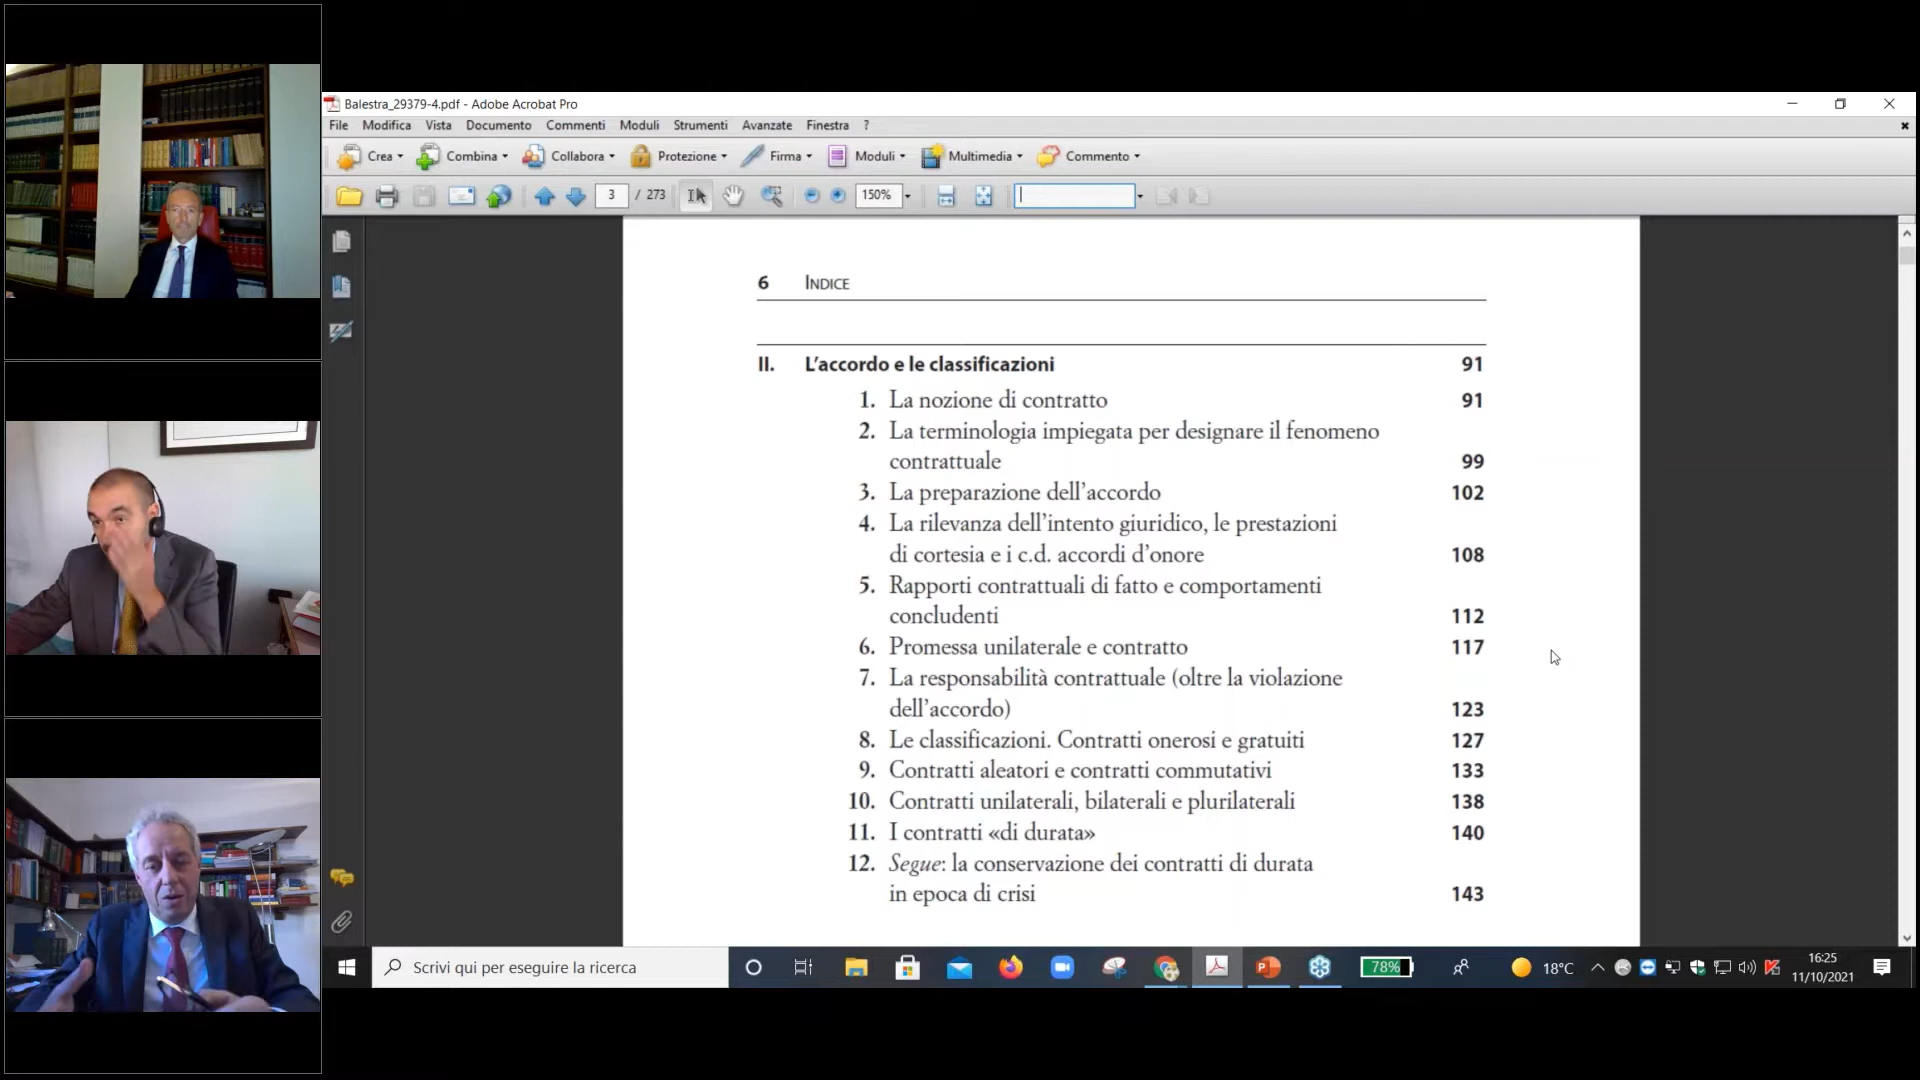 Balestra_29379-4.pdf - Adobe Acrobat Pro
File Modifica Vista Documento Commenti Moduli Strumenti Avanzate Finestra ?
Crea Combina Collabora Protezione Firma Moduli Multimedia Commento
3 / 273 150%
6 INDICE
II. L'accordo e le classificazioni 91
1. La nozione di contratto 91
2. La terminologia impiegata per designare il fenomeno
contrattuale 99
3. La preparazione dell'accordo 102
4. La rilevanza dell'intento giuridico, le prestazioni
di cortesia e i c.d. accordi d'onore 108
5. Rapporti contrattuali di fatto e comportamenti
concludenti 112
6. Promessa unilaterale e contratto 117
7. La responsabilità contrattuale (oltre la violazione
dell'accordo) 123
8. Le classificazioni. Contratti onerosi e gratuiti 127
9. Contratti aleatori e contratti commutativi 133
10. Contratti unilaterali, bilaterali e plurilaterali 138
11. I contratti «di durata» 140
12. Segue: la conservazione dei contratti di durata
in epoca di crisi 143
Scrivi qui per eseguire la ricerca 78% 18°C 16:25
11/10/2021